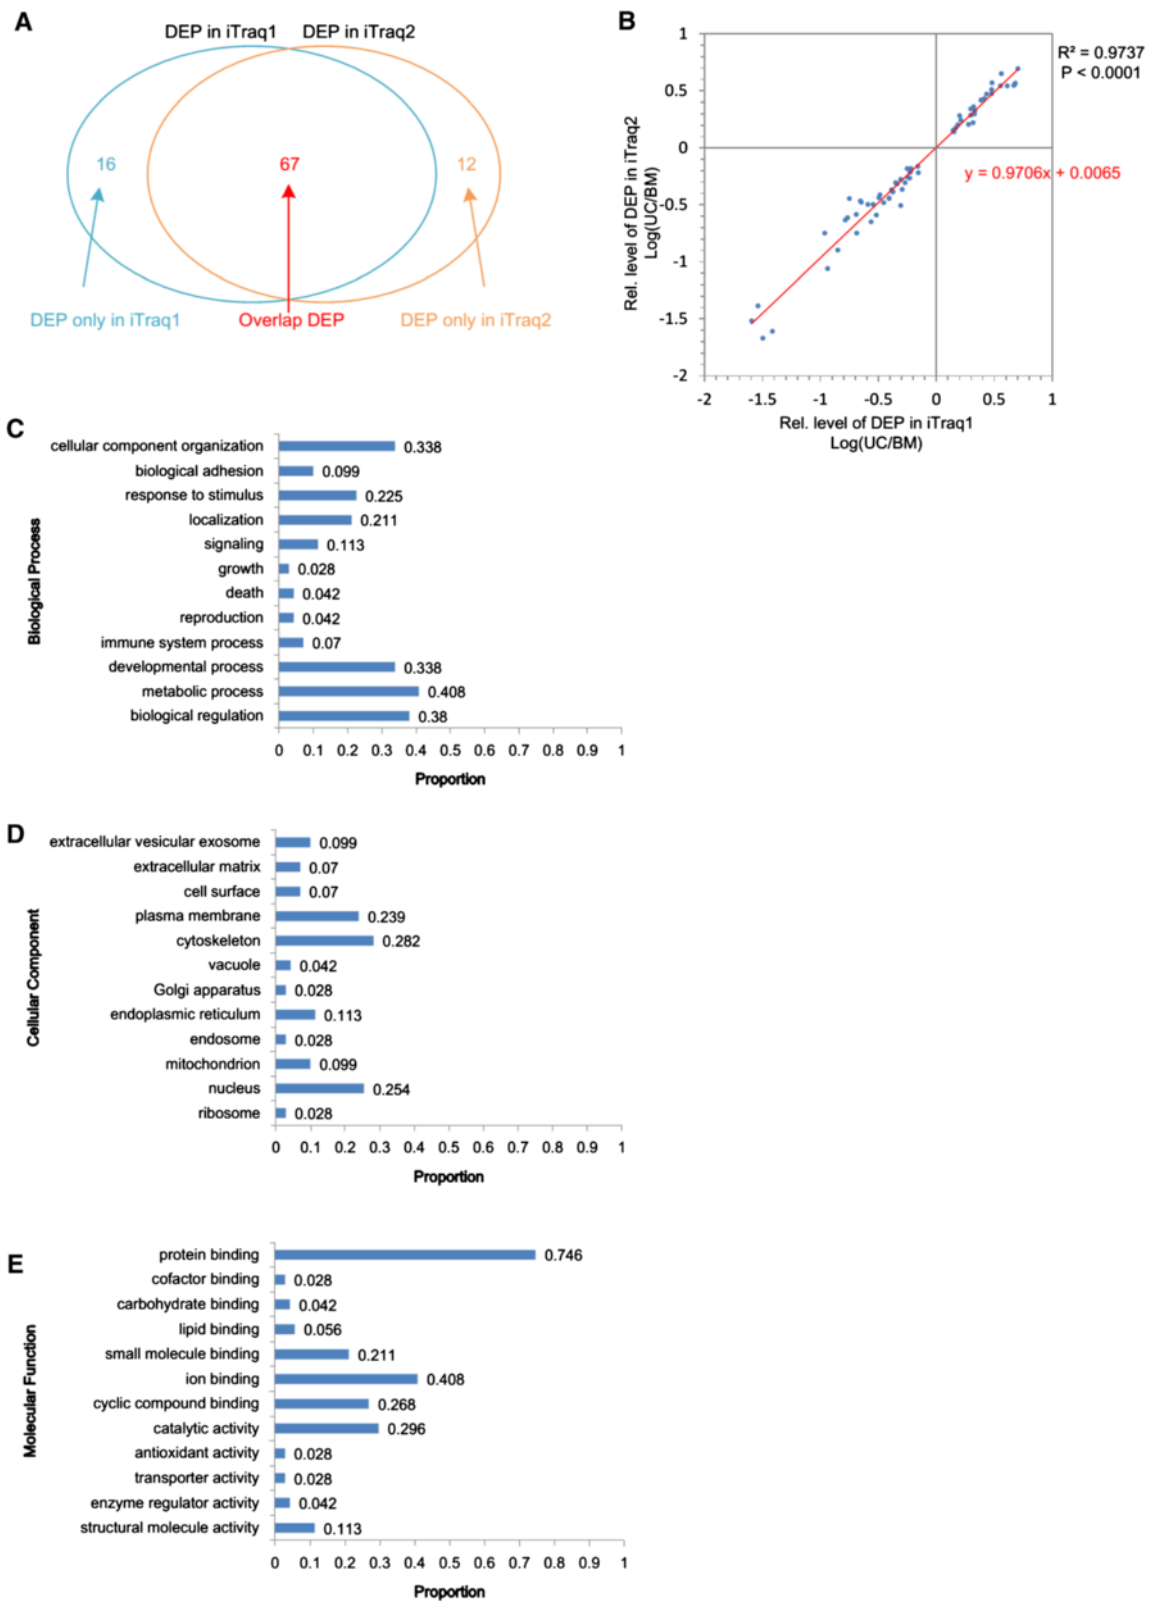 A
DEP in iTraq1 DEP in iTraq2
16 67 12
DEP only in iTraq1 Overlap DEP DEP only in iTraq2
B
Rel. level of DEP in iTraq2
Log(UC/BM)
1
0.5
0
-0.5
-1
-1.5
-2
R² = 0.9737
P < 0.0001
y = 0.9706x + 0.0065
-2 -1.5 -1 -0.5 0 0.5 1
Rel. level of DEP in iTraq1
Log(UC/BM)
C
Biological Process
cellular component organization 0.338
biological adhesion 0.099
response to stimulus 0.225
localization 0.211
signaling 0.113
growth 0.028
death 0.042
reproduction 0.042
immune system process 0.07
developmental process 0.338
metabolic process 0.408
biological regulation 0.38
0 0.1 0.2 0.3 0.4 0.5 0.6 0.7 0.8 0.9 1
Proportion
D
Cellular Component
extracellular vesicular exosome 0.099
extracellular matrix 0.07
cell surface 0.07
plasma membrane 0.239
cytoskeleton 0.282
vacuole 0.042
Golgi apparatus 0.028
endoplasmic reticulum 0.113
endosome 0.028
mitochondrion 0.099
nucleus 0.254
ribosome 0.028
0 0.1 0.2 0.3 0.4 0.5 0.6 0.7 0.8 0.9 1
Proportion
E
Molecular Function
protein binding 0.746
cofactor binding 0.028
carbohydrate binding 0.042
lipid binding 0.056
small molecule binding 0.211
ion binding 0.408
cyclic compound binding 0.268
catalytic activity 0.296
antioxidant activity 0.028
transporter activity 0.028
enzyme regulator activity 0.042
structural molecule activity 0.113
0 0.1 0.2 0.3 0.4 0.5 0.6 0.7 0.8 0.9 1
Proportion